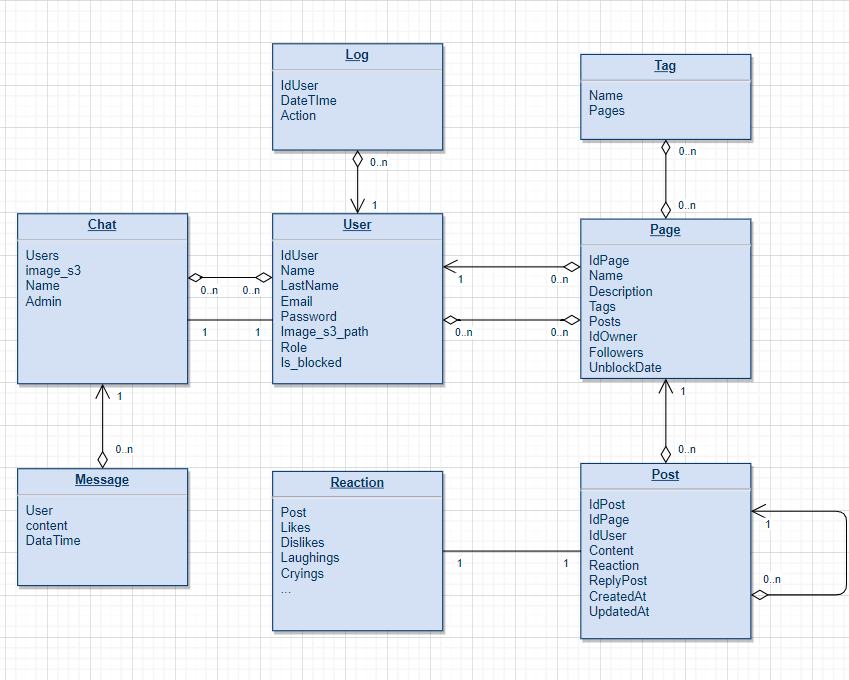 Log
IdUser
DateTIme
Action
0..n
1
Tag
Name
Pages
0..n
0..n
Chat
Users
image_s3
Name
Admin
0..n
0..n
1
1
User
IdUser
Name
LastName
Email
Password
Image_s3_path
Role
Is_blocked
1
0..n
0..n
0..n
Page
IdPage
Name
Description
Tags
Posts
IdOwner
Followers
UnblockDate
1
0..n
1
0..n
Message
User
content
DataTime
Reaction
Post
Likes
Dislikes
Laughings
Cryings
...
1
1
Post
IdPost
IdPage
IdUser
Content
Reaction
ReplyPost
CreatedAt
UpdatedAt
1
0..n